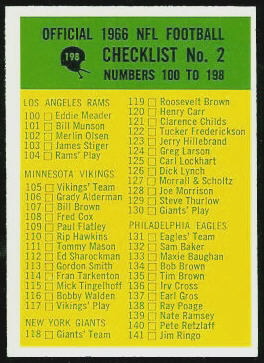 OFFICIAL 1966 NFL FOOTBALL
198
CHECKLIST No. 2
NUMBERS 100 TO 198
LOS ANGELES RAMS
100 Eddie Meader
101 Bill Munson
102 Merlin Olsen
103 James Stiger
104 Rams' Play
MINNESOTA VIKINGS
105 Vikings' Team
106 Grady Alderman
107 Bill Brown
108 Fred Cox
109 Paul Flatley
110 Rip Hawkins
111 Tommy Mason
112 Ed Sharockman
113 Gordon Smith
114 Fran Tarkenton
115 Mick Tingelhoff
116 Bobby Walden
117 Vikings' Play
NEW YORK GIANTS
118 Giants' Team
119 Roosevelt Brown
120 Henry Carr
121 Clarence Childs
122 Tucker Frederickson
123 Jerry Hillebrand
124 Greg Larson
125 Carl Lockhart
126 Dick Lynch
127 Morrall & Scholtz
128 Joe Morrison
129 Steve Thurlow
130 Giants' Play
PHILADELPHIA EAGLES
131 Eagles' Team
132 Sam Baker
133 Maxie Baughan
134 Bob Brown
135 Tim Brown
136 Irv Cross
137 Earl Gros
138 Ray Poage
139 Nate Ramsey
140 Pete Retzlaff
141 Jim Ringo